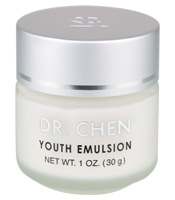 DR. CHEN®
YOUTH EMULSION
NET WT. 1 OZ. (30 g)